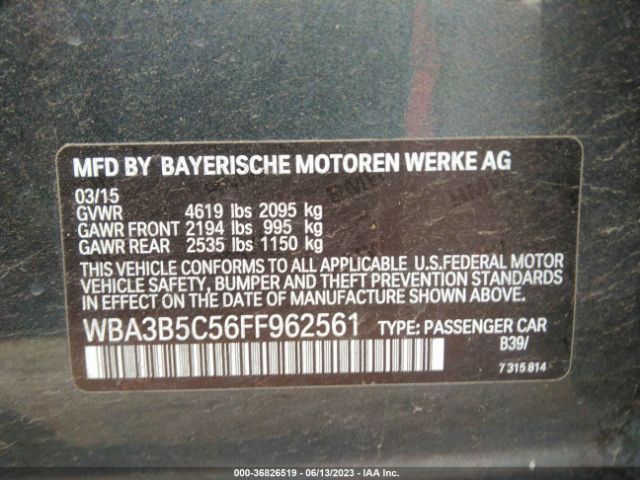 MFD BY BAYERISCHE MOTOREN WERKE AG
03/15
GVWR 4619 lbs 2095 kg
GAWR FRONT 2194 lbs 995 kg
GAWR REAR 2535 lbs 1150 kg
THIS VEHICLE CONFORMS TO ALL APPLICABLE U.S.FEDERAL MOTOR
VEHICLE SAFETY, BUMPER AND THEFT PREVENTION STANDARDS
IN EFFECT ON THE DATE OF MANUFACTURE SHOWN ABOVE.
WBA3B5C56FF962561 TYPE: PASSENGER CAR
B39/
7 315 814
000-36826519 - 06/13/2023 - IAA Inc.